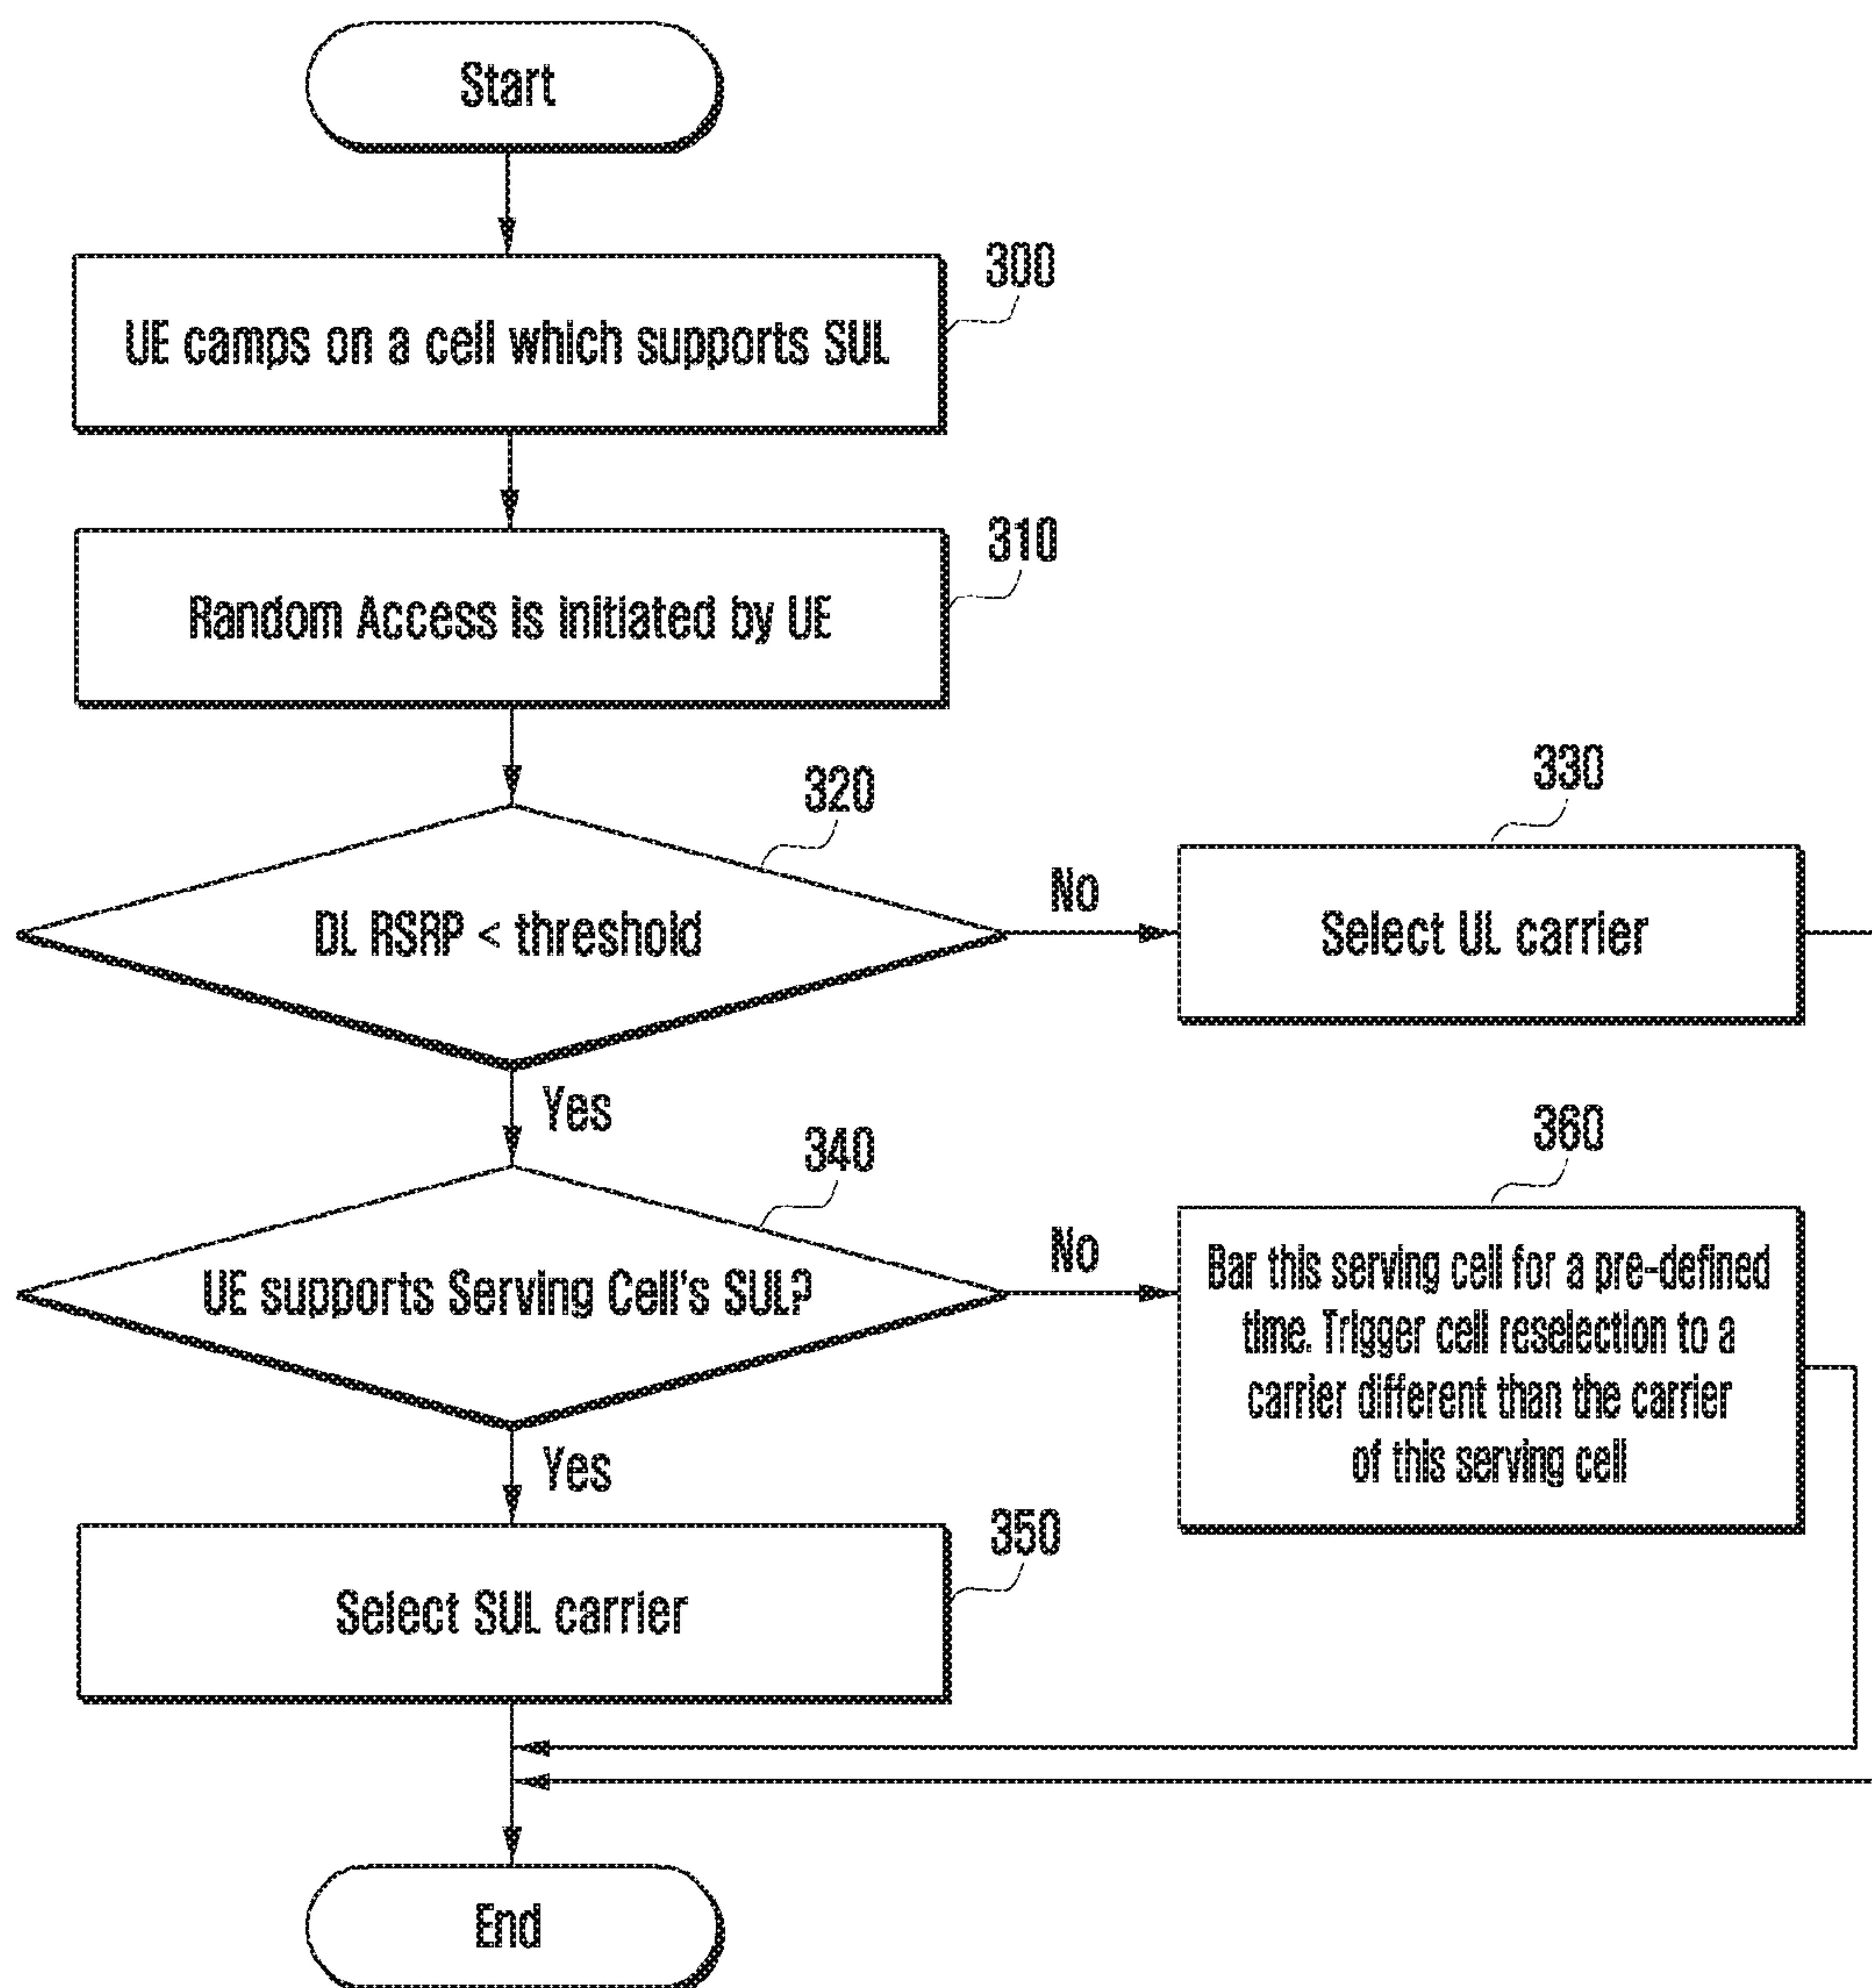 Start
300
UE camps on a cell which supports SUL
310
Random Access is initiated by UE
320
DL RSRP < threshold
No
330
Select UL carrier
Yes
340
UE supports Serving Cell's SUL?
No
360
Bar this serving cell for a pre-defined
time. Trigger cell reselection to a
carrier different than the carrier
of this serving cell
Yes
350
Select SUL carrier
End